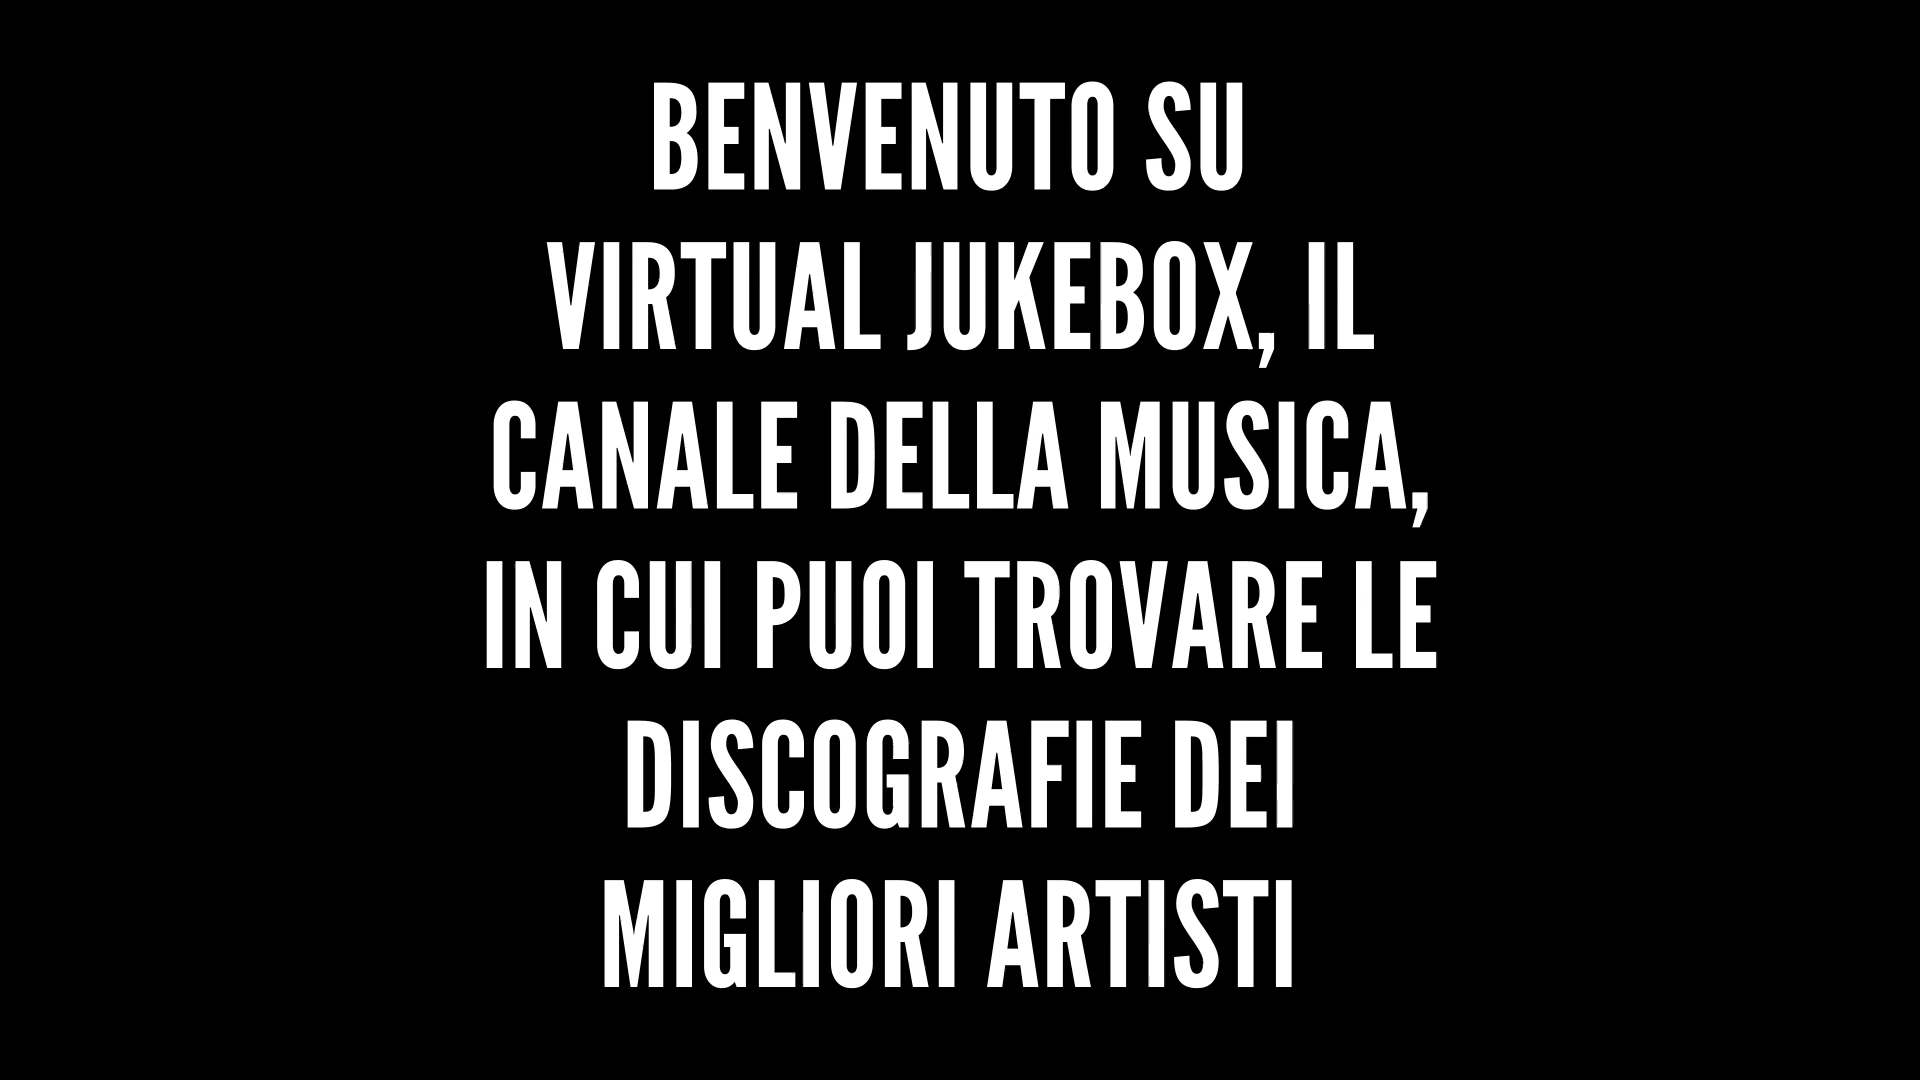 BENVENUTO SU
VIRTUAL JUKEBOX, IL
CANALE DELLA MUSICA,
IN CUI PUOI TROVARE LE
DISCOGRAFIE DEI
MIGLIORI ARTISTI